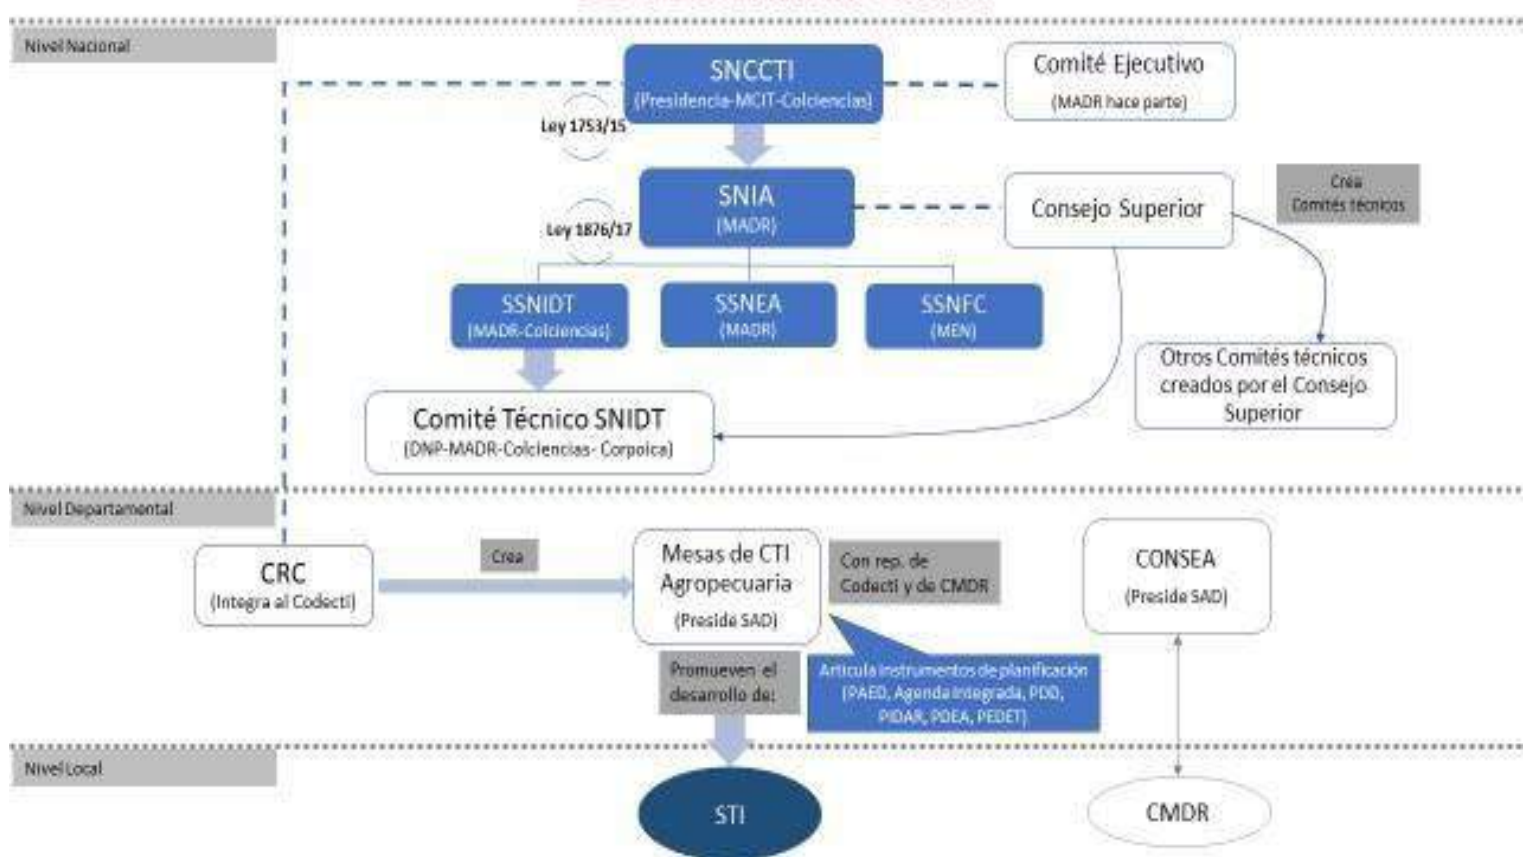 Nivel Nacional
SNCCTI
(Presidencia-MCIT-Colciencias)
Comité Ejecutivo
(MADR hace parte)
Ley 1753/15
SNIA
(MADR)
Consejo Superior
Crea
Comités técnicos
Ley 1876/17
SSNIDT
(MADR-Colciencias)
SSNEA
(MADR)
SSNFC
(MEN)
Otros Comités técnicos
creados por el Consejo
Superior
Comité Técnico SNIDT
(DNP-MADR-Colciencias- Corpoica)
Nivel Departamental
CRC
(Integra al Codecti)
Crea
Mesas de CTI
Agropecuaria
(Preside SAD)
Con rep. de
Codecti y de CMDR
CONSEA
(Preside SAD)
Promueven el
desarrollo de:
Articula instrumentos de planificación
(PAED, Agenda Integrada, PDD,
PIDAR, PDEA, PEDET)
Nivel Local
STI
CMDR